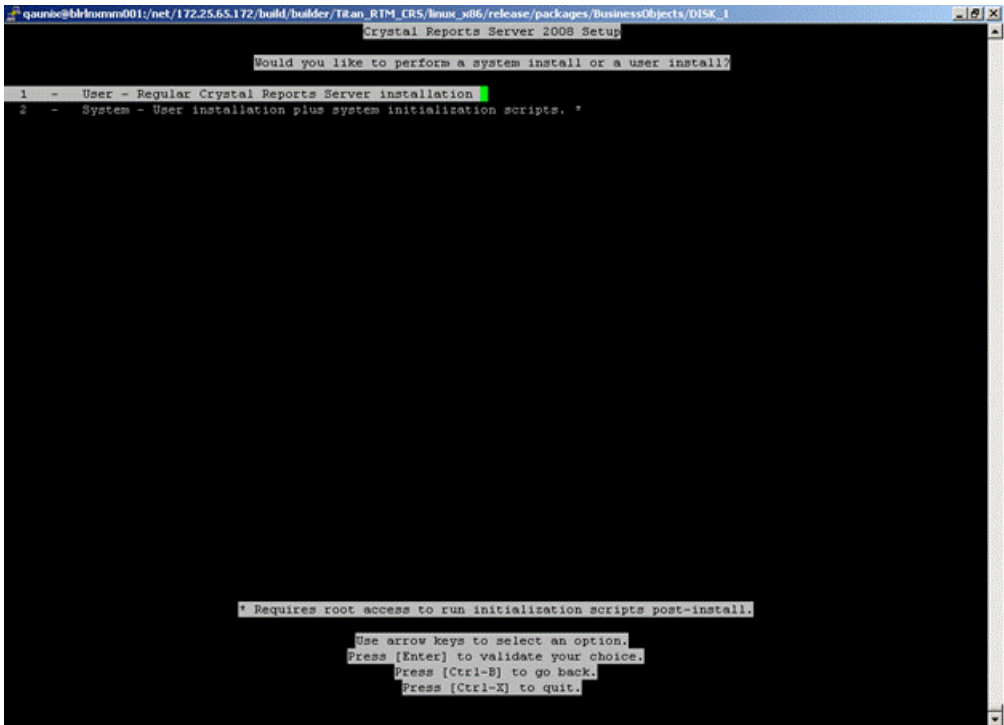 qaunix@blrlnxmm001:/net/172.25.65.172/build/builder/Titan_RTM_CRS/linux_x86/release/packages/BusinessObjects/DISK_1
Crystal Reports Server 2008 Setup
Would you like to perform a system install or a user install?
1 - User - Regular Crystal Reports Server installation
2 - System - User installation plus system initialization scripts. *
* Requires root access to run initialization scripts post-install.
Use arrow keys to select an option.
Press [Enter] to validate your choice.
Press [Ctrl-B] to go back.
Press [Ctrl-X] to quit.